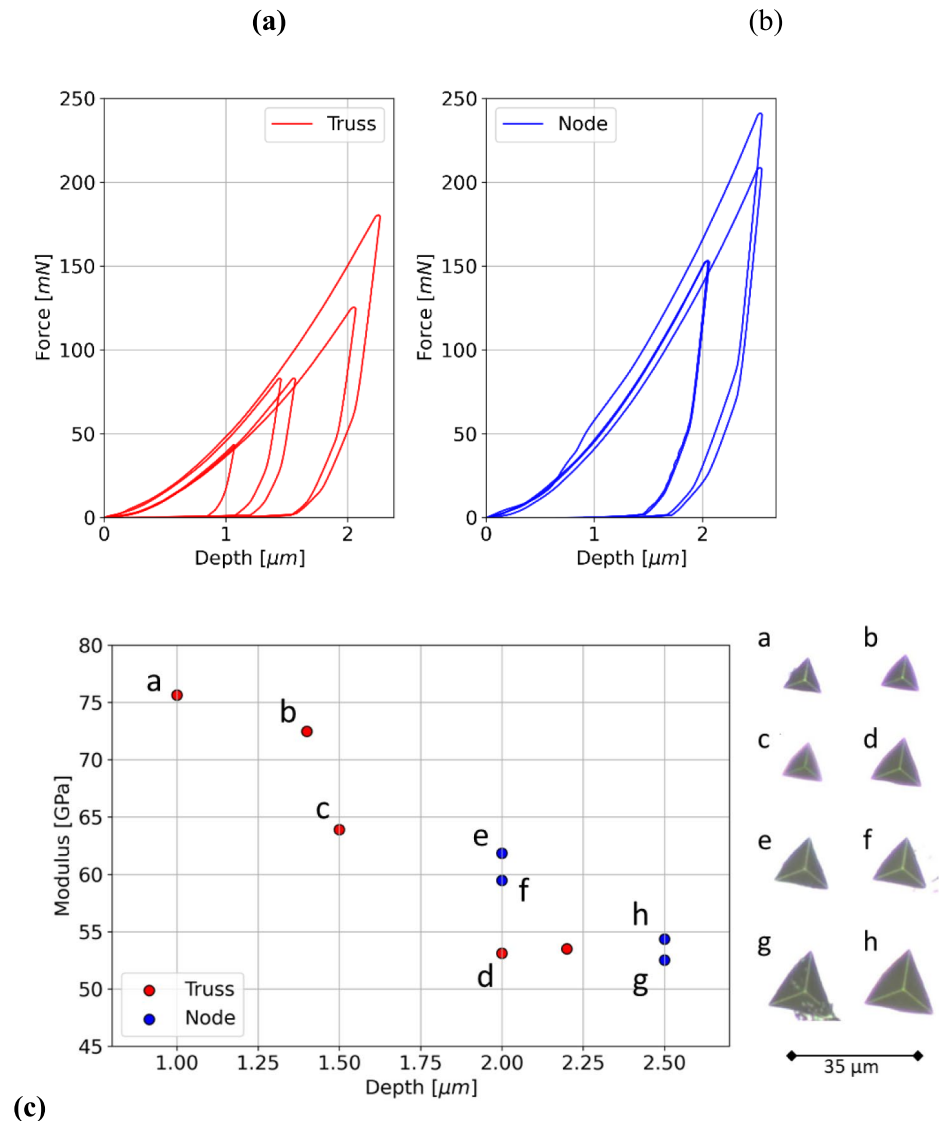 (a) (b)
250
200
150
100
50
0
Force [mN]
0 1 2
Depth [μm]
Truss
250
200
150
100
50
0
Force [mN]
0 1 2
Depth [μm]
Node
80
75
70
65
60
55
50
45
Modulus [GPa]
a
b
c
e
f
d
h
g
Truss
Node
1.00 1.25 1.50 1.75 2.00 2.25 2.50
Depth [μm]
a b
c d
e f
g h
35 μm
(c)